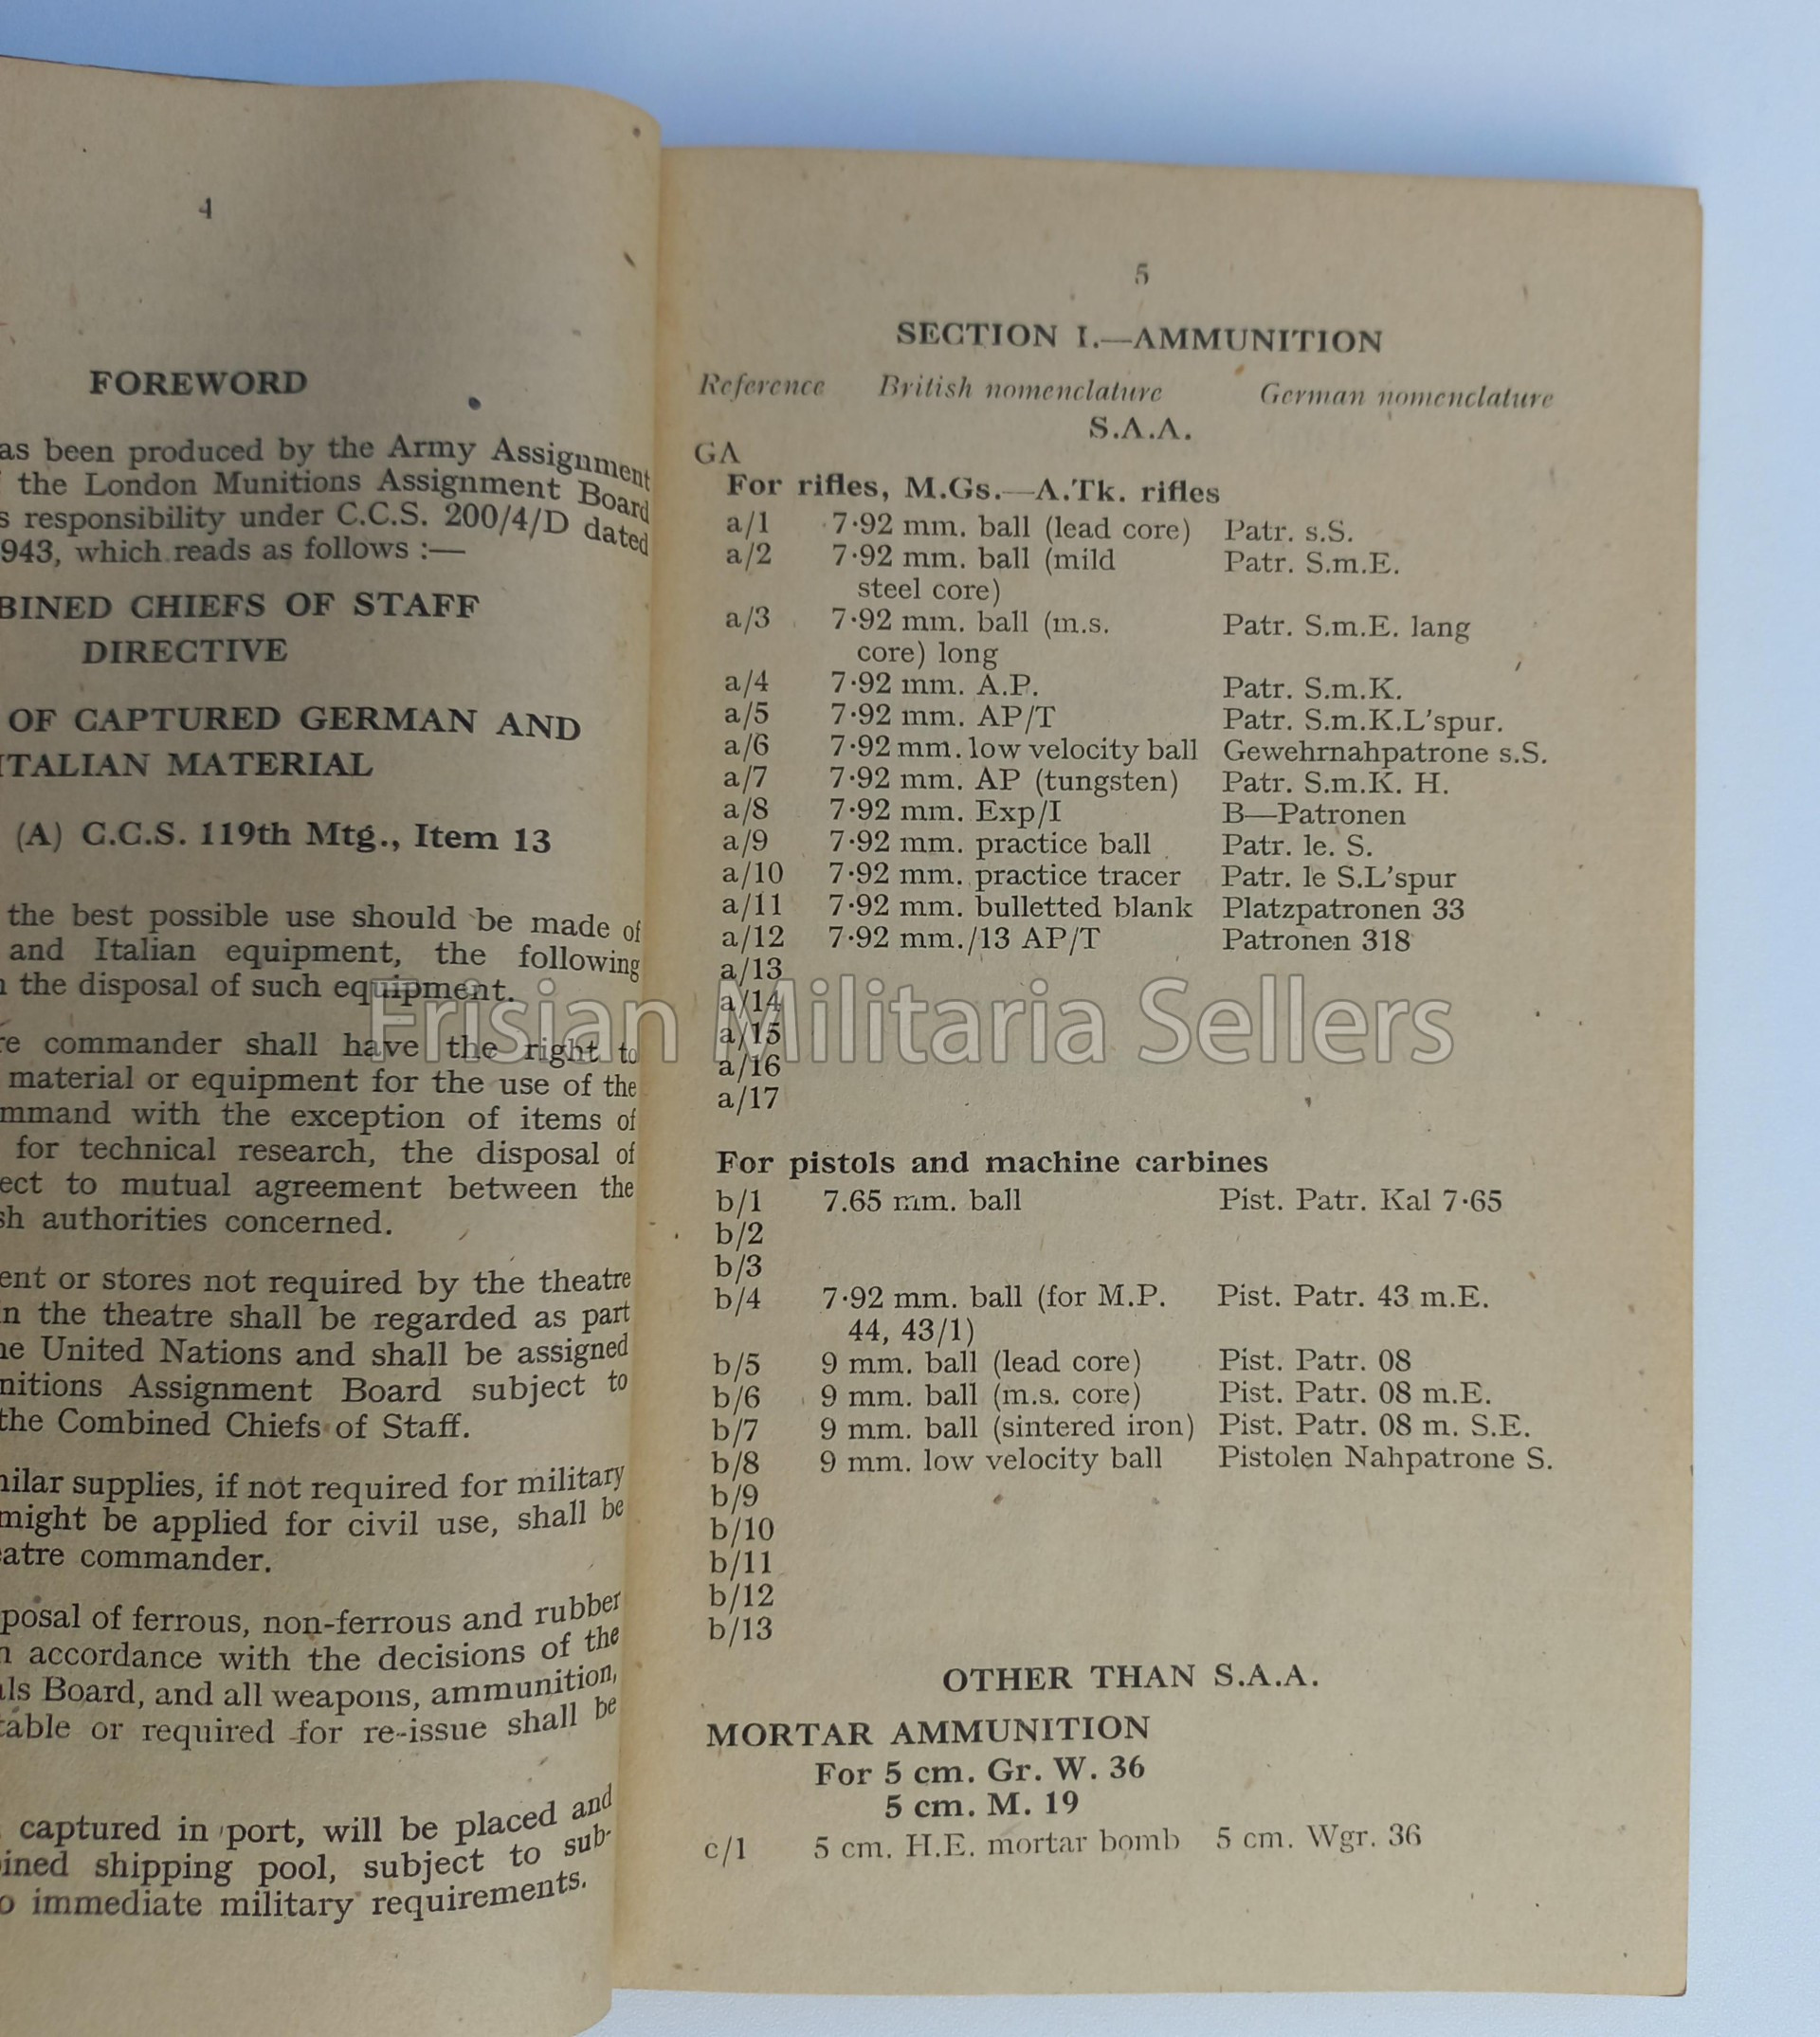 4
FOREWORD
as been produced by the Army Assignment
the London Munitions Assignment Board
s responsibility under C.C.S. 200/4/D dated
943, which reads as follows :—
BINED CHIEFS OF STAFF
DIRECTIVE
OF CAPTURED GERMAN AND
ITALIAN MATERIAL
(A) C.C.S. 119th Mtg., Item 13
the best possible use should be made of
and Italian equipment, the following
n the disposal of such equipment.
re commander shall have the right to
material or equipment for the use of the
mmand with the exception of items of
for technical research, the disposal of
ect to mutual agreement between the
sh authorities concerned.
ent or stores not required by the theatre
in the theatre shall be regarded as part
he United Nations and shall be assigned
nitions Assignment Board subject to
the Combined Chiefs of Staff.
milar supplies, if not required for military
might be applied for civil use, shall be
eatre commander.
posal of ferrous, non-ferrous and rubber
n accordance with the decisions of the
als Board, and all weapons, ammunition,
table or required for re-issue shall be
captured in port, will be placed and
bined shipping pool, subject to sub-
o immediate military requirements.
5
SECTION I.—AMMUNITION
Reference British nomenclature German nomenclature
S.A.A.
GA
For rifles, M.Gs.—A.Tk. rifles
a/1 7·92 mm. ball (lead core) Patr. s.S.
a/2 7·92 mm. ball (mild Patr. S.m.E.
steel core)
a/3 7·92 mm. ball (m.s. Patr. S.m.E. lang
core) long
a/4 7·92 mm. A.P. Patr. S.m.K.
a/5 7·92 mm. AP/T Patr. S.m.K.L'spur.
a/6 7·92 mm. low velocity ball Gewehrnahpatrone s.S.
a/7 7·92 mm. AP (tungsten) Patr. S.m.K. H.
a/8 7·92 mm. Exp/I B—Patronen
a/9 7·92 mm. practice ball Patr. le. S.
a/10 7·92 mm. practice tracer Patr. le S.L'spur
a/11 7·92 mm. bulletted blank Platzpatronen 33
a/12 7·92 mm./13 AP/T Patronen 318
a/13
a/14
a/15
a/16
a/17
Frisian Militaria Sellers
For pistols and machine carbines
b/1 7.65 mm. ball Pist. Patr. Kal 7·65
b/2
b/3
b/4 7·92 mm. ball (for M.P. Pist. Patr. 43 m.E.
44, 43/1)
b/5 9 mm. ball (lead core) Pist. Patr. 08
b/6 9 mm. ball (m.s. core) Pist. Patr. 08 m.E.
b/7 9 mm. ball (sintered iron) Pist. Patr. 08 m. S.E.
b/8 9 mm. low velocity ball Pistolen Nahpatrone S.
b/9
b/10
b/11
b/12
b/13
OTHER THAN S.A.A.
MORTAR AMMUNITION
For 5 cm. Gr. W. 36
5 cm. M. 19
c/1 5 cm. H.E. mortar bomb 5 cm. Wgr. 36